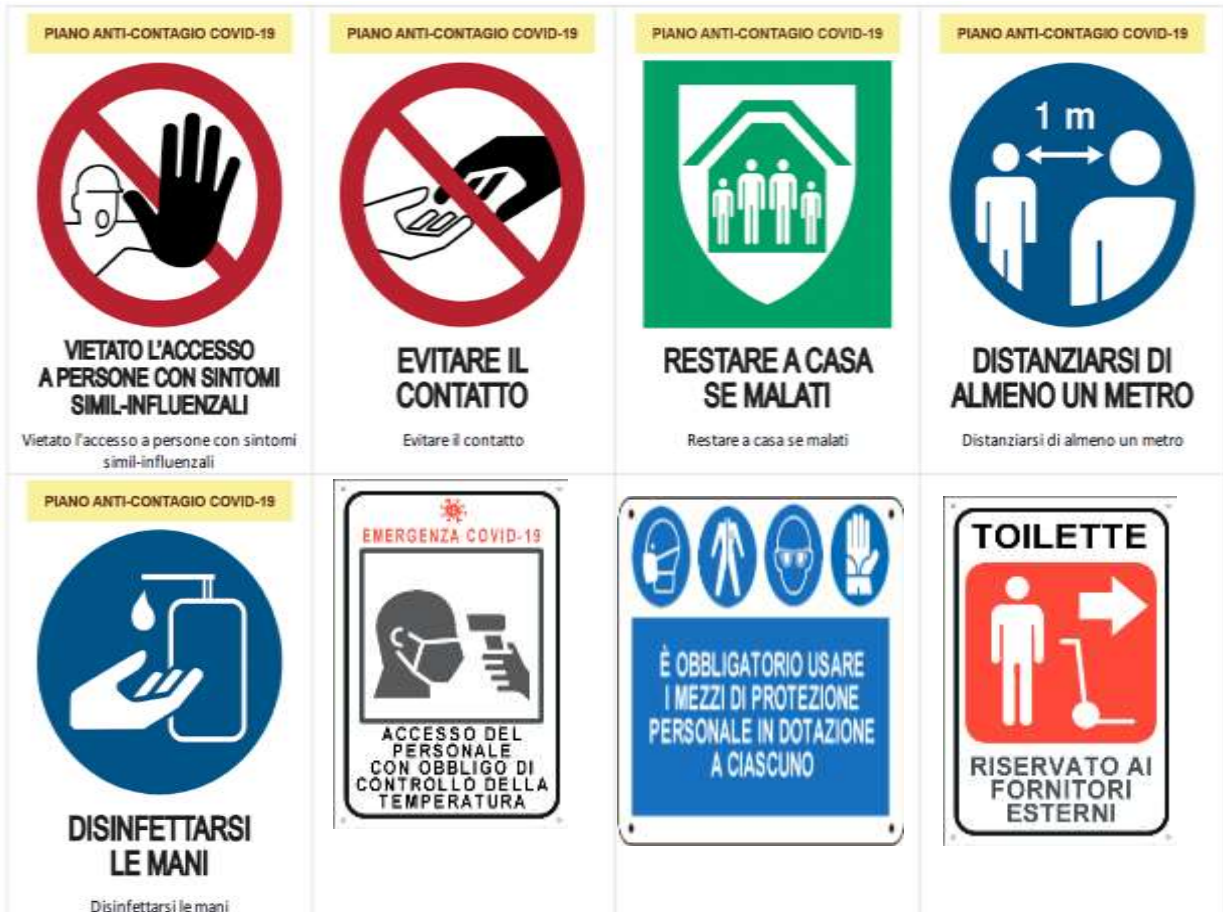 PIANO ANTI-CONTAGIO COVID-19
VIETATO L'ACCESSO
A PERSONE CON SINTOMI
SIMIL-INFLUENZALI
Vietato l'accesso a persone con sintomi
simil-influenzali
PIANO ANTI-CONTAGIO COVID-19
EVITARE IL
CONTATTO
Evitare il contatto
PIANO ANTI-CONTAGIO COVID-19
RESTARE A CASA
SE MALATI
Restare a casa se malati
PIANO ANTI-CONTAGIO COVID-19
1 m
DISTANZIARSI DI
ALMENO UN METRO
Distanziarsi di almeno un metro
PIANO ANTI-CONTAGIO COVID-19
DISINFETTARSI
LE MANI
Disinfettarsi le mani
EMERGENZA COVID-19
ACCESSO DEL
PERSONALE
CON OBBLIGO DI
CONTROLLO DELLA
TEMPERATURA
È OBBLIGATORIO USARE
I MEZZI DI PROTEZIONE
PERSONALE IN DOTAZIONE
A CIASCUNO
TOILETTE
RISERVATO AI
FORNITORI
ESTERNI